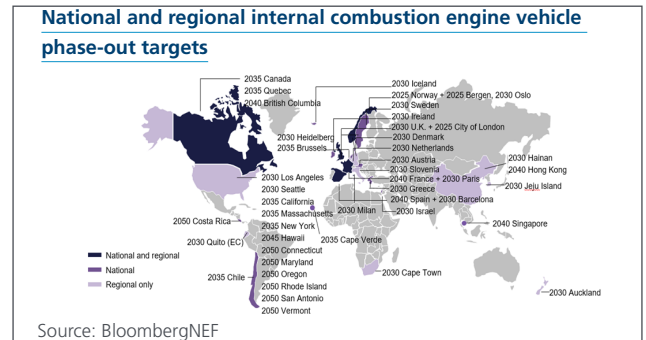 National and regional internal combustion engine vehicle
phase-out targets
2035 Canada
2035 Quebec
2040 British Columbia
2030 Iceland
2025 Norway + 2025 Bergen, 2030 Oslo
2030 Sweden
2030 Ireland
2030 U.K. + 2025 City of London
2030 Denmark
2030 Netherlands
2030 Heidelberg
2035 Brussels
2030 Austria
2030 Slovenia
2040 France + 2030 Paris
2030 Greece
2040 Spain + 2030 Barcelona
2030 Milan
2030 Israel
2030 Hainan
2040 Hong Kong
2030 Jeju Island
2040 Singapore
2030 Los Angeles
2030 Seattle
2035 California
2035 Massachusetts
2035 New York
2045 Hawaii
2050 Connecticut
2050 Maryland
2050 Oregon
2050 Rhode Island
2050 San Antonio
2050 Vermont
2050 Costa Rica
2030 Quito (EC)
2035 Chile
2035 Cape Verde
2030 Cape Town
2030 Auckland
National and regional
National
Regional only
Source: BloombergNEF